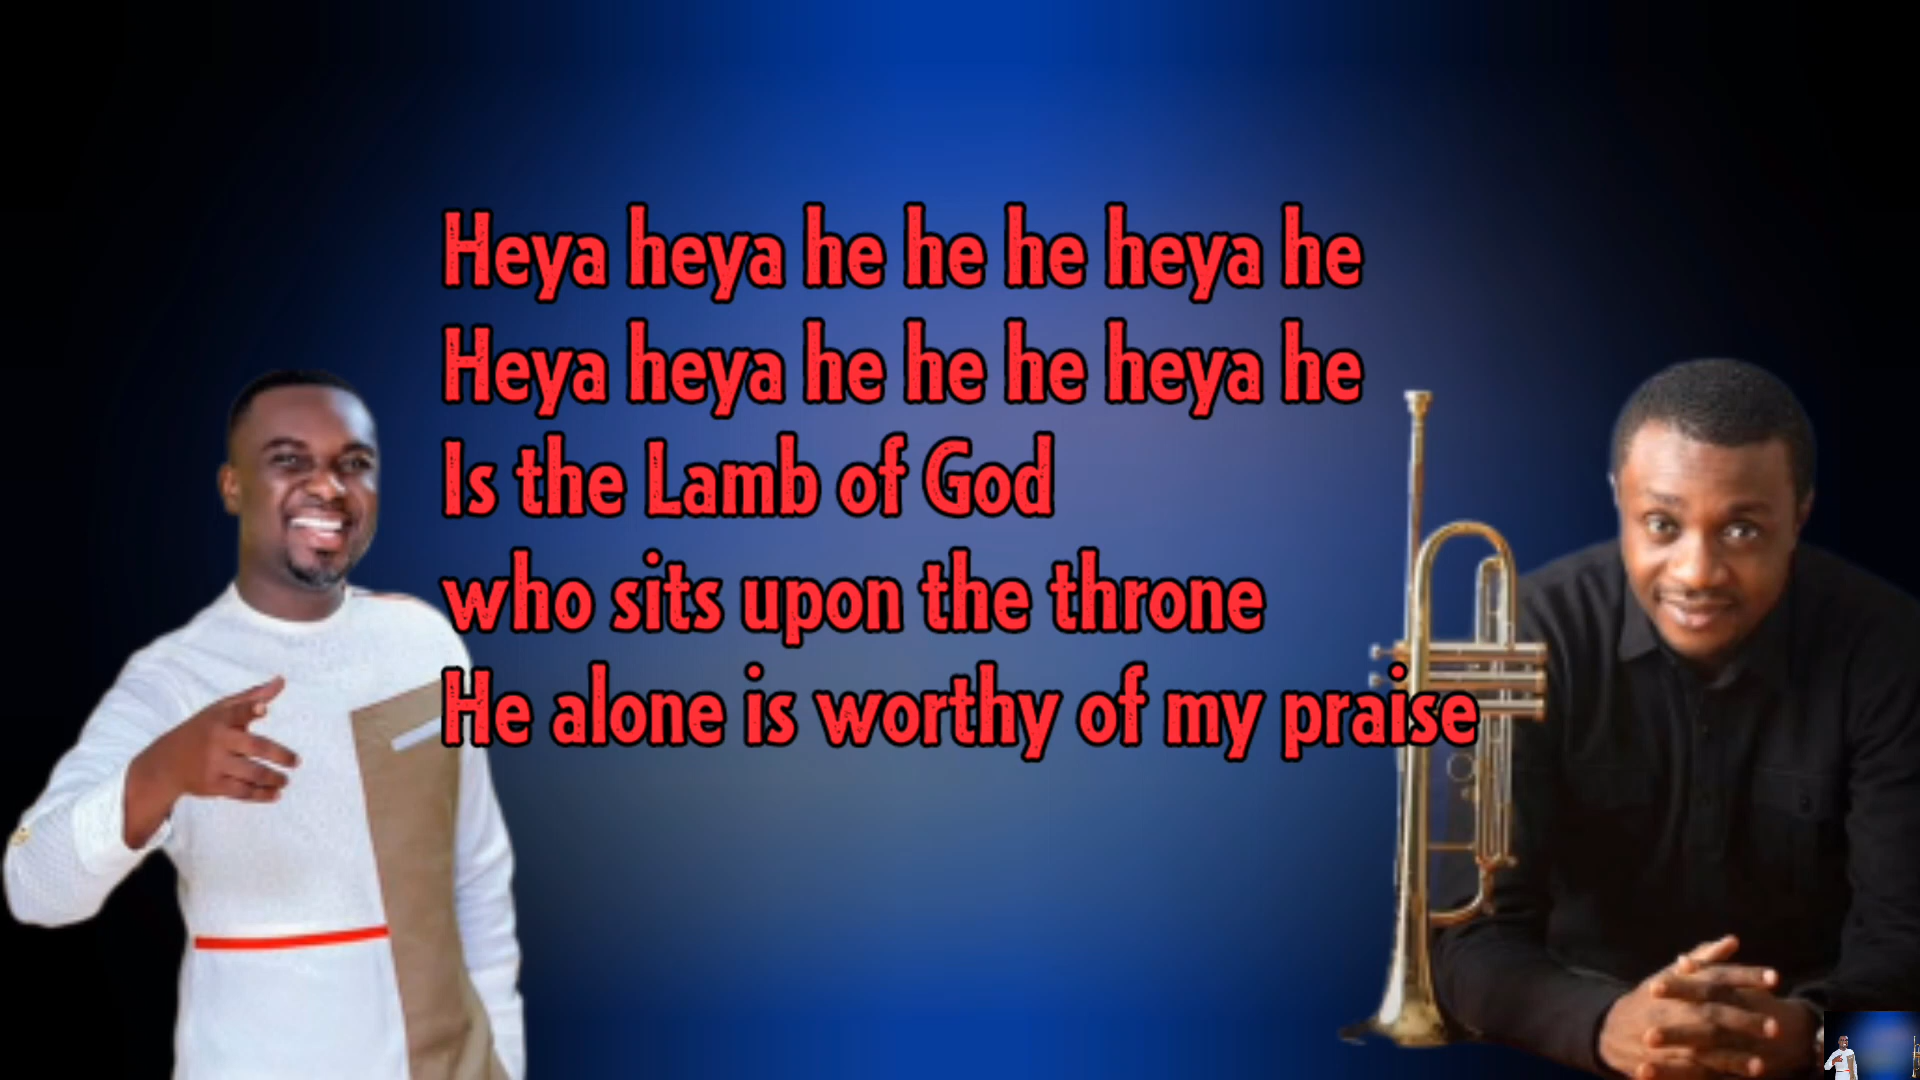 Heya heya he he he heya he
Heya heya he he he heya he
Is the Lamb of God
who sits upon the throne
He alone is worthy of my praise